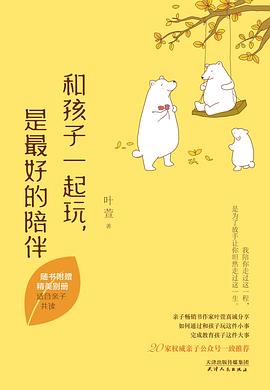 和孩子一起玩，
是最好的陪伴
叶萱 著
随书附赠
精美别册
适合亲子
共读
我陪你走过这一程，
是为了放手让你坦然走过这一生。
亲子畅销书作家叶萱真诚分享
如何通过和孩子玩这件小事
完成教育孩子这件大事
20家权威亲子公众号一致推荐
天津出版传媒集团
天津人民出版社